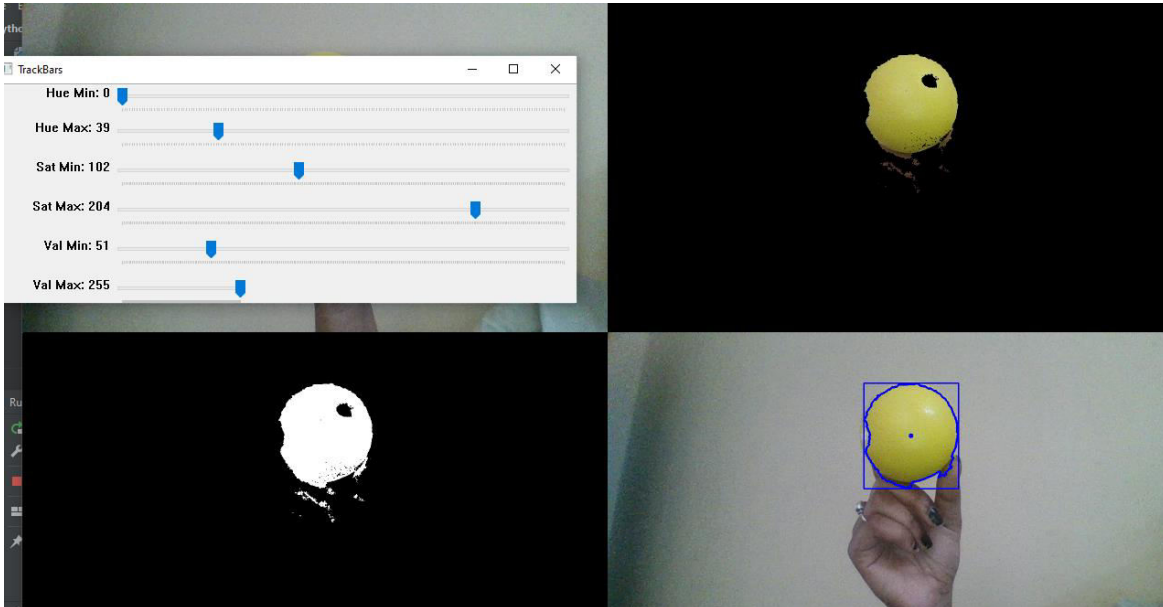 TrackBars
Hue Min: 0
Hue Max: 39
Sat Min: 102
Sat Max: 204
Val Min: 51
Val Max: 255
Ru